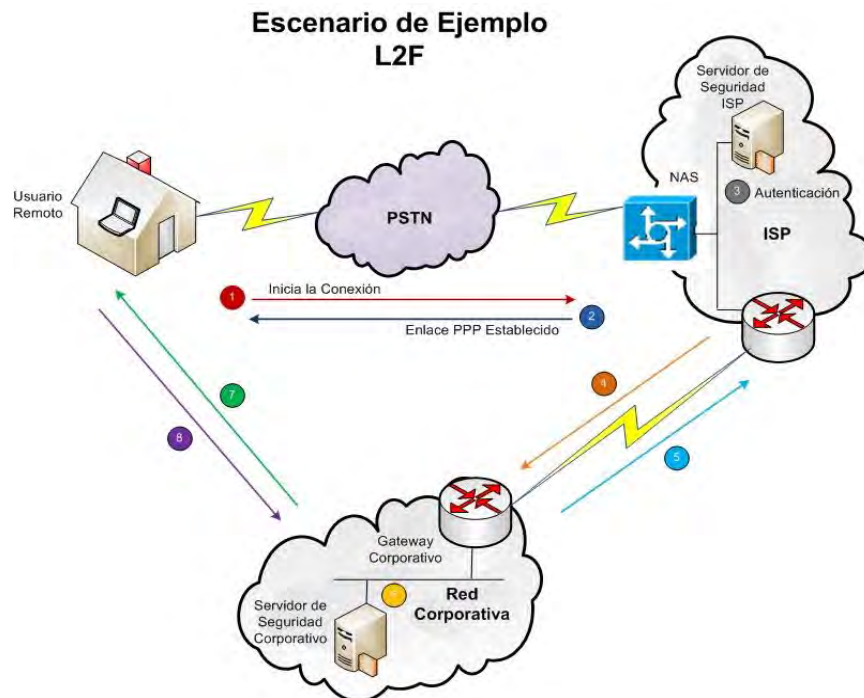 Escenario de Ejemplo
L2F
Servidor de
Seguridad
ISP
NAS
3
Autenticación
ISP
Usuario
Remoto
PSTN
1
Inicia la Conexión
2
Enlace PPP Establecido
4
7
8
5
Gateway
Corporativo
Red
Corporativa
Servidor de
Seguridad
Corporativo